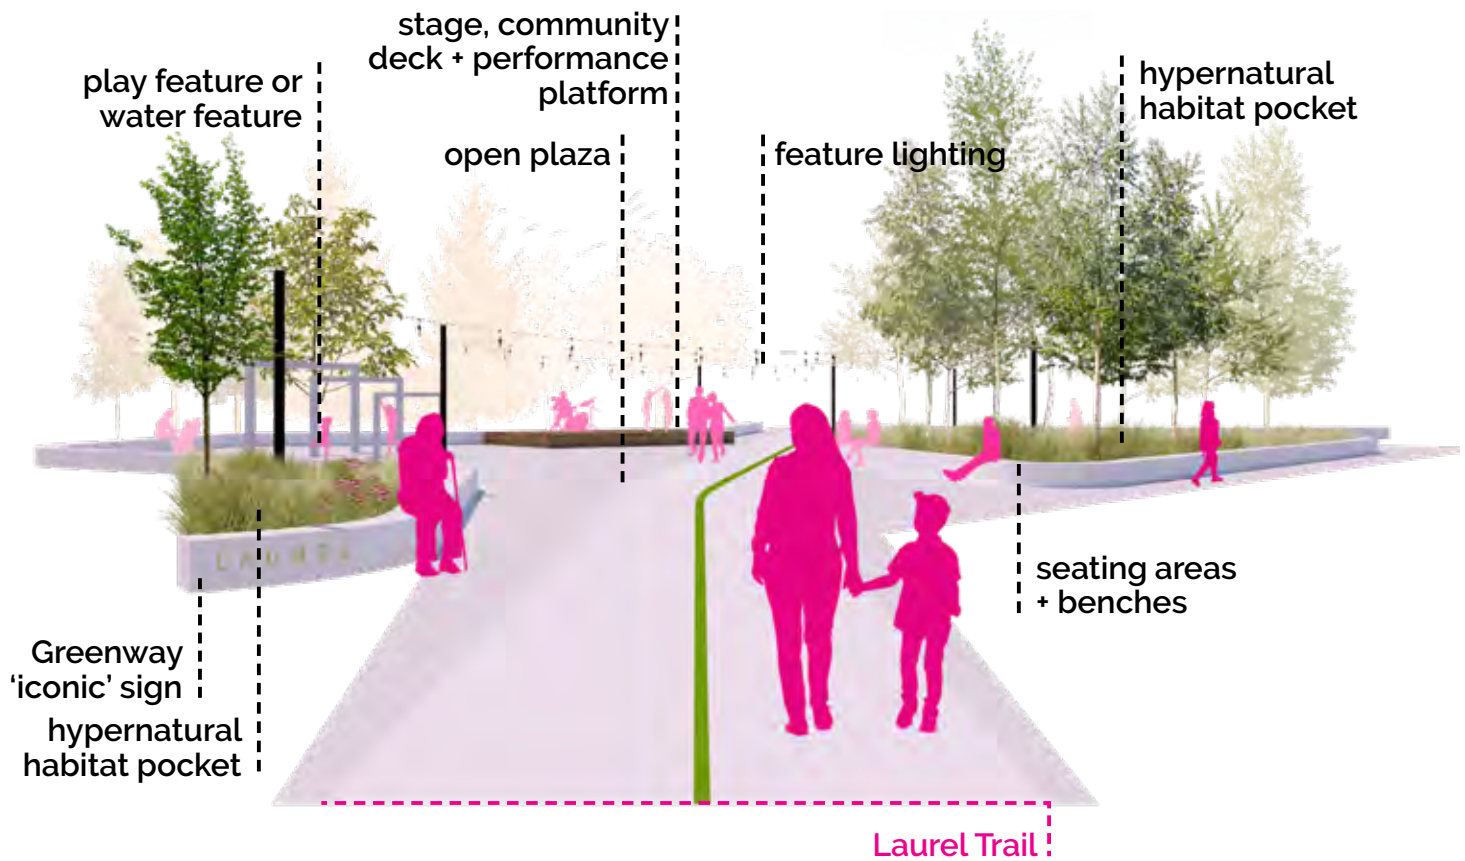 stage, community
deck + performance
platform
play feature or
water feature
hypernatural
habitat pocket
open plaza
feature lighting
LAUREL
seating areas
+ benches
Greenway
‘iconic’ sign
hypernatural
habitat pocket
Laurel Trail